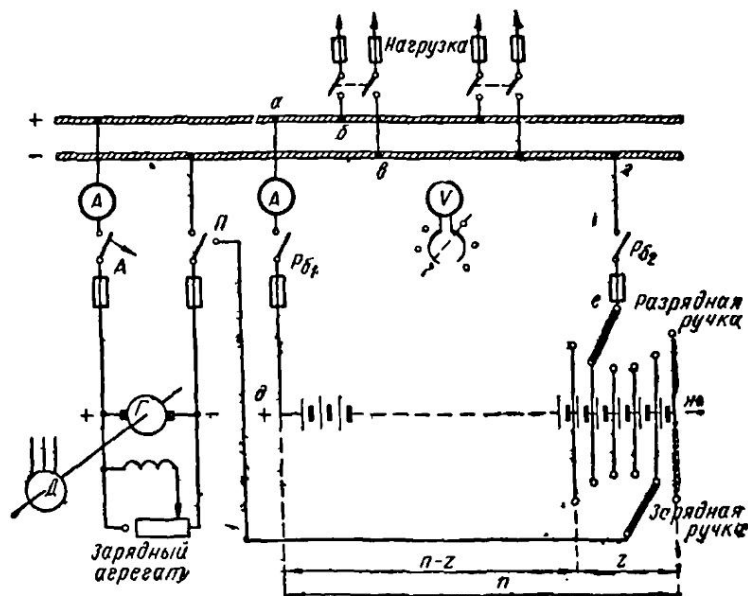 Нагрузка
+
а
б
-
в
г
А
А
V
П
А
Рб₁
Рб₂
е
Разрядная
ручка
+
Г
-
д
+
Д
Зарядный
агрегат
Зарядная
ручка
n-z
z
n